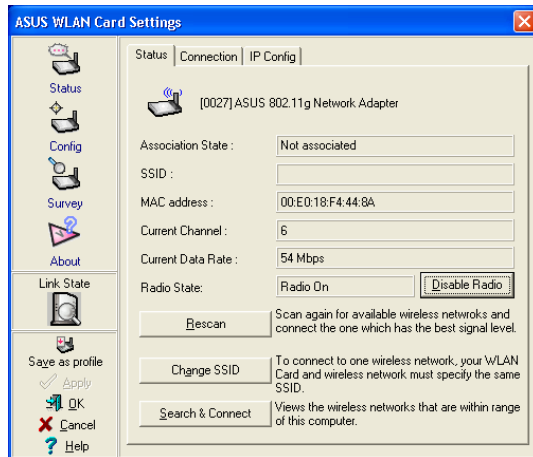 ASUS WLAN Card Settings
Status
Config
Survey
About
Link State
Save as profile
Apply
OK
Cancel
Help
Status Connection IP Config
[0027] ASUS 802.11g Network Adapter
Association State : Not associated
SSID :
MAC address : 00:E0:18:F4:44:8A
Current Channel : 6
Current Data Rate : 54 Mbps
Radio State: Radio On Disable Radio
Rescan
Scan again for available wireless netwroks and
connect the one which has the best signal level.
Change SSID
To connect to one wireless network, your WLAN
Card and wireless network must specify the same
SSID.
Search & Connect
Views the wireless networks that are within range
of this computer.